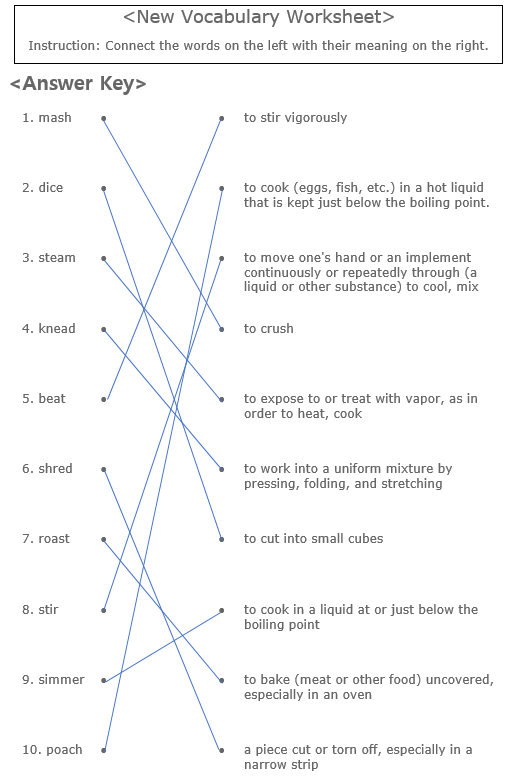 <New Vocabulary Worksheet>
Instruction: Connect the words on the left with their meaning on the right.
<Answer Key>
1. mash
to stir vigorously
2. dice
to cook (eggs, fish, etc.) in a hot liquid
that is kept just below the boiling point.
3. steam
to move one's hand or an implement
continuously or repeatedly through (a
liquid or other substance) to cool, mix
4. knead
to crush
5. beat
to expose to or treat with vapor, as in
order to heat, cook
6. shred
to work into a uniform mixture by
pressing, folding, and stretching
7. roast
to cut into small cubes
8. stir
to cook in a liquid at or just below the
boiling point
9. simmer
to bake (meat or other food) uncovered,
especially in an oven
10. poach
a piece cut or torn off, especially in a
narrow strip